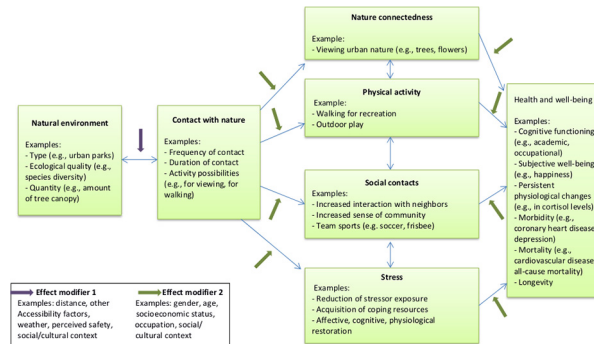 Nature connectedness
Example:
- Viewing urban nature (e.g., trees, flowers)
Physical activity
Example:
- Walking for recreation
- Outdoor play
Natural environment
Examples:
- Type (e.g., urban parks)
- Ecological quality (e.g.,
species diversity)
- Quantity (e.g., amount
of tree canopy)
Contact with nature
Examples:
- Frequency of contact
- Duration of contact
- Activity possibilities
(e.g., for viewing, for
walking)
Social contacts
Examples:
- Increased interaction with neighbors
- Increased sense of community
- Team sports (e.g. soccer, frisbee)
Stress
Examples:
- Reduction of stressor exposure
- Acquisition of coping resources
- Affective, cognitive, physiological
restoration
Health and well-being
Examples:
- Cognitive functioning
(e.g., academic,
occupational)
- Subjective well-being
(e.g., happiness)
- Persistent
physiological changes
(e.g., in cortisol levels)
- Morbidity (e.g.,
coronary heart disease
depression)
- Mortality (e.g.,
cardiovascular disease
all-cause mortality)
- Longevity
Effect modifier 1
Examples: distance, other
Accessibility factors,
weather, perceived safety,
social/cultural context
Effect modifier 2
Examples: gender, age,
socioeconomic status,
occupation, social/
cultural context